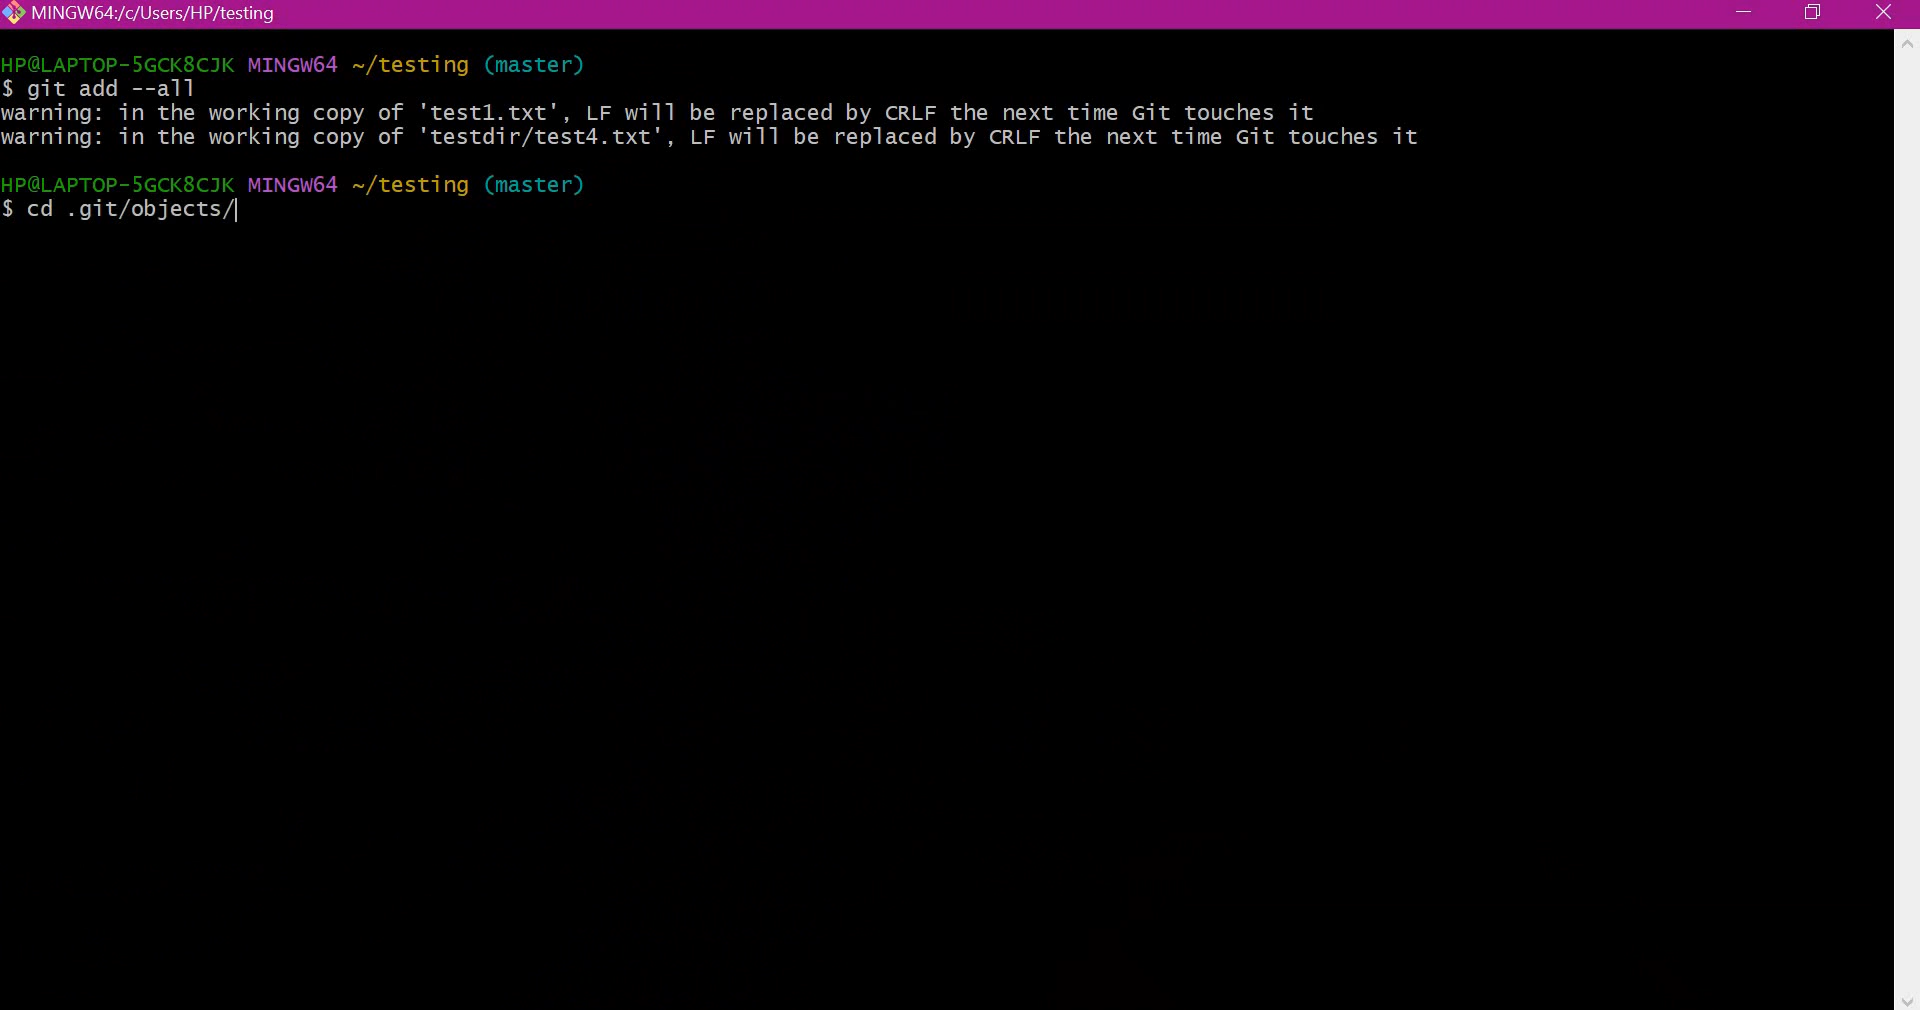 MINGW64:/c/Users/HP/testing
HP@LAPTOP-5GCK8CJK MINGW64 ~/testing (master)
$ git add --all
warning: in the working copy of 'test1.txt', LF will be replaced by CRLF the next time Git touches it
warning: in the working copy of 'testdir/test4.txt', LF will be replaced by CRLF the next time Git touches it
HP@LAPTOP-5GCK8CJK MINGW64 ~/testing (master)
$ cd .git/objects/